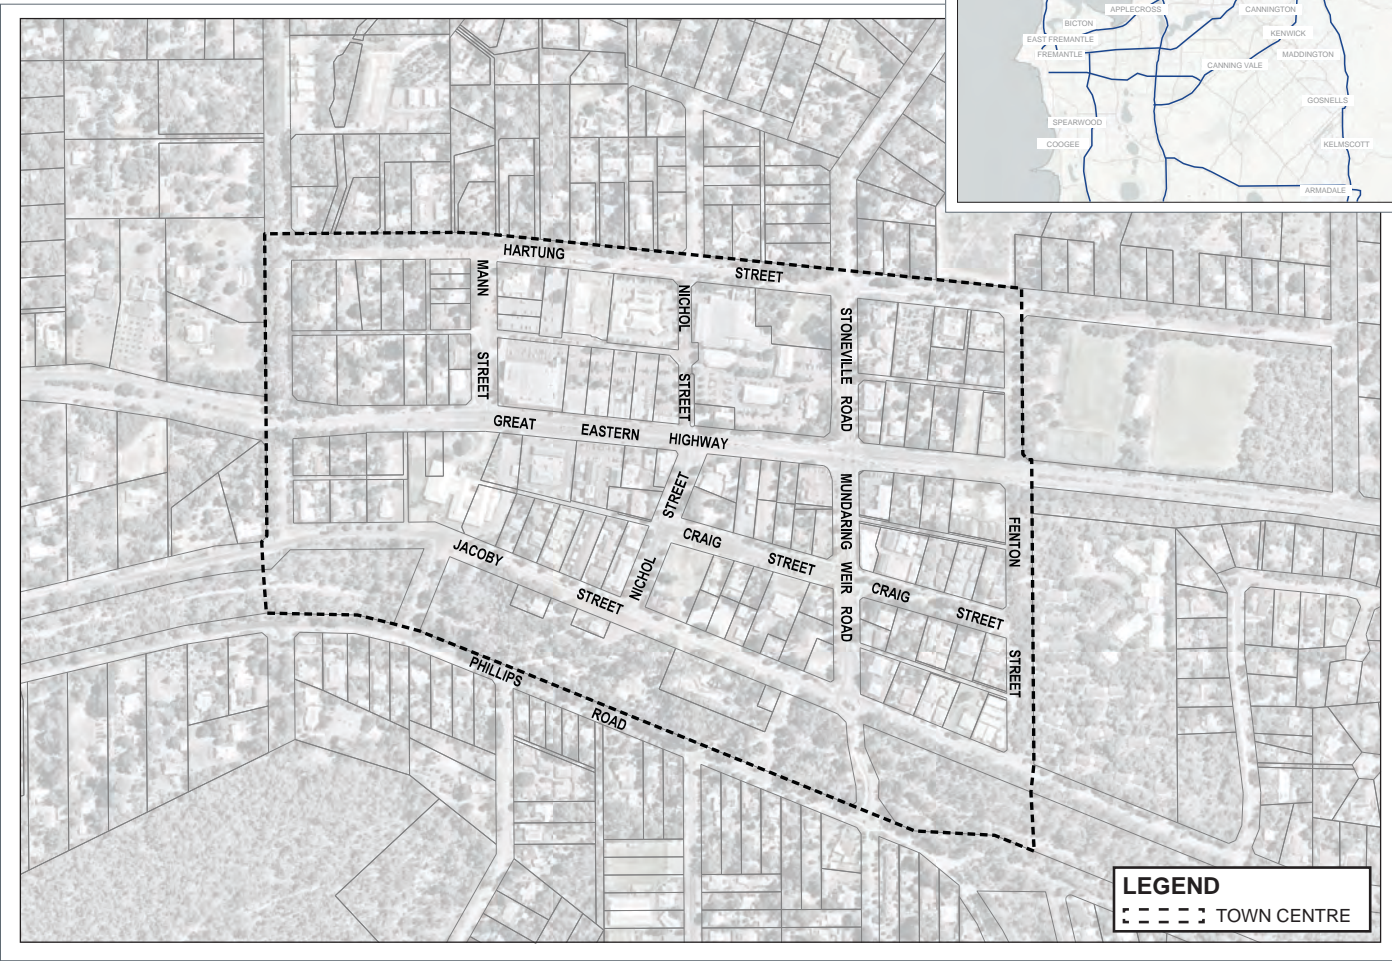 APPLECROSS
CANNINGTON
BICTON
KENWICK
EAST FREMANTLE
FREMANTLE
MADDINGTON
CANNING VALE
GOSNELLS
SPEARWOOD
COOGEE
KELMSCOTT
ARMADALE
HARTUNG
STREET
MANN
STREET
NICHOL
STREET
STONEVILLE ROAD
GREAT EASTERN HIGHWAY
STREET
NICHOL
MUNDARING WEIR ROAD
FENTON
STREET
CRAIG
STREET
CRAIG
STREET
JACOBY
STREET
PHILLIPS
ROAD
LEGEND
TOWN CENTRE